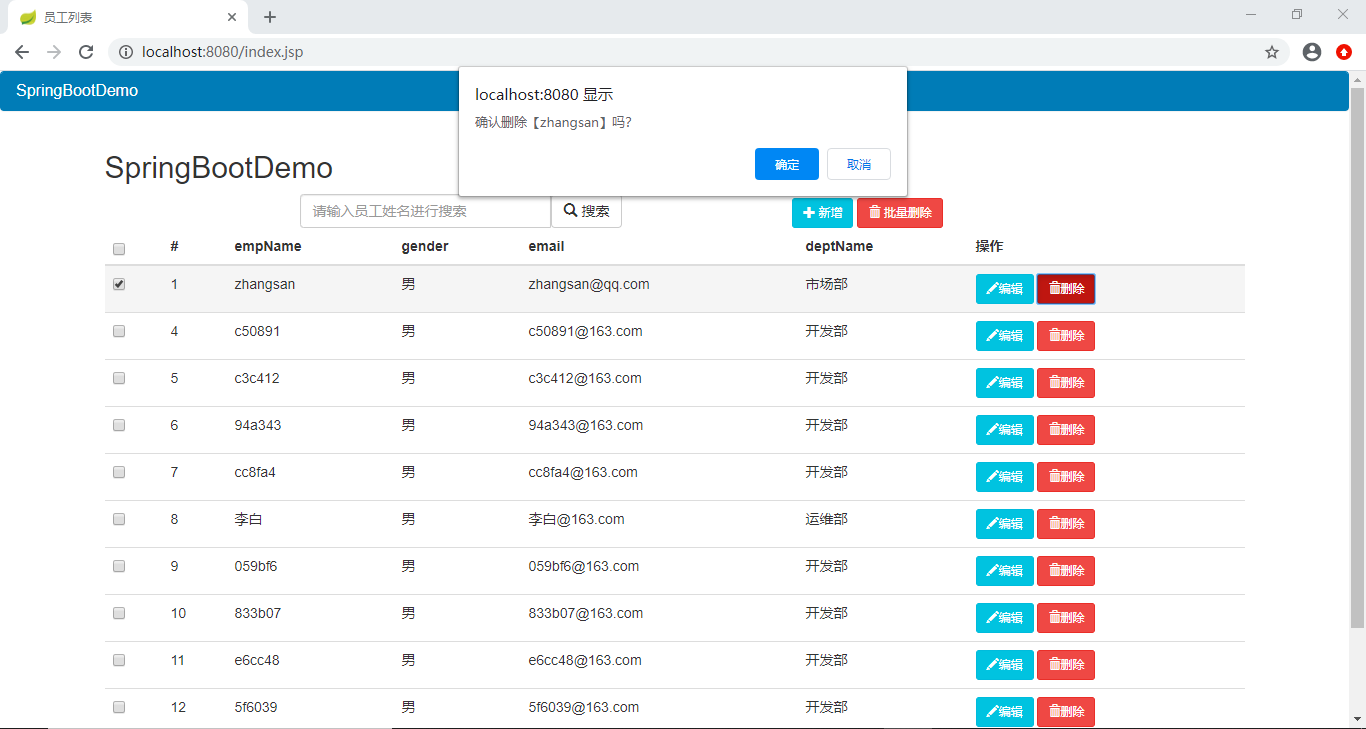 员工列表
localhost:8080/index.jsp
SpringBootDemo
localhost:8080 显示
确认删除【zhangsan】吗?
确定 取消
SpringBootDemo
请输入员工姓名进行搜索 搜索 新增 批量删除
# empName gender email deptName 操作
1 zhangsan 男 zhangsan@qq.com 市场部 编辑 删除
4 c50891 男 c50891@163.com 开发部 编辑 删除
5 c3c412 男 c3c412@163.com 开发部 编辑 删除
6 94a343 男 94a343@163.com 开发部 编辑 删除
7 cc8fa4 男 cc8fa4@163.com 开发部 编辑 删除
8 李白 男 李白@163.com 运维部 编辑 删除
9 059bf6 男 059bf6@163.com 开发部 编辑 删除
10 833b07 男 833b07@163.com 开发部 编辑 删除
11 e6cc48 男 e6cc48@163.com 开发部 编辑 删除
12 5f6039 男 5f6039@163.com 开发部 编辑 删除